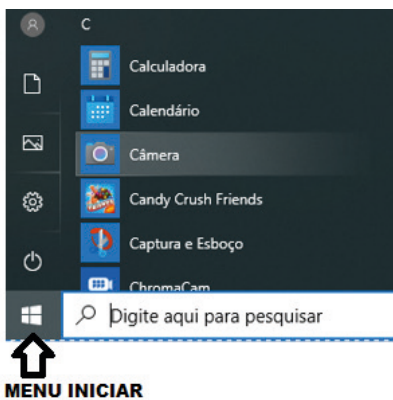 C
Calculadora
Calendário
Câmera
Candy Crush Friends
Captura e Esboço
ChromaCam
Digite aqui para pesquisar
MENU INICIAR